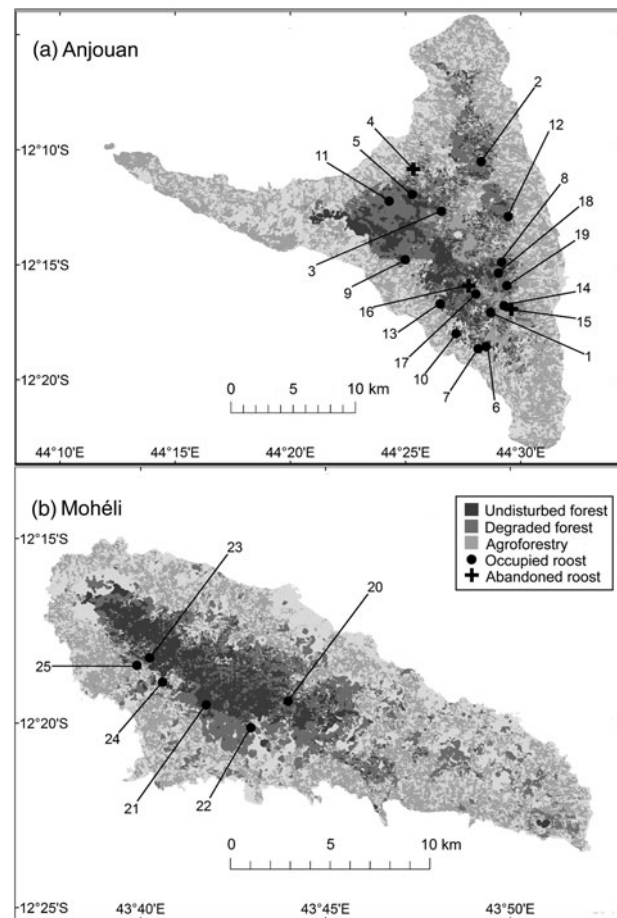 (a) Anjouan
2
4
12
5
11
8
18
19
3
9
14
16
15
13
17
1
10
7
6
12°10'S
12°15'S
12°20'S
0 5 10 km
44°10'E 44°15'E 44°20'E 44°25'E 44°30'E
(b) Mohéli
Undisturbed forest
Degraded forest
Agroforestry
Occupied roost
Abandoned roost
12°15'S
23
20
25
24
12°20'S
21
22
0 5 10 km
12°25'S 43°40'E 43°45'E 43°50'E